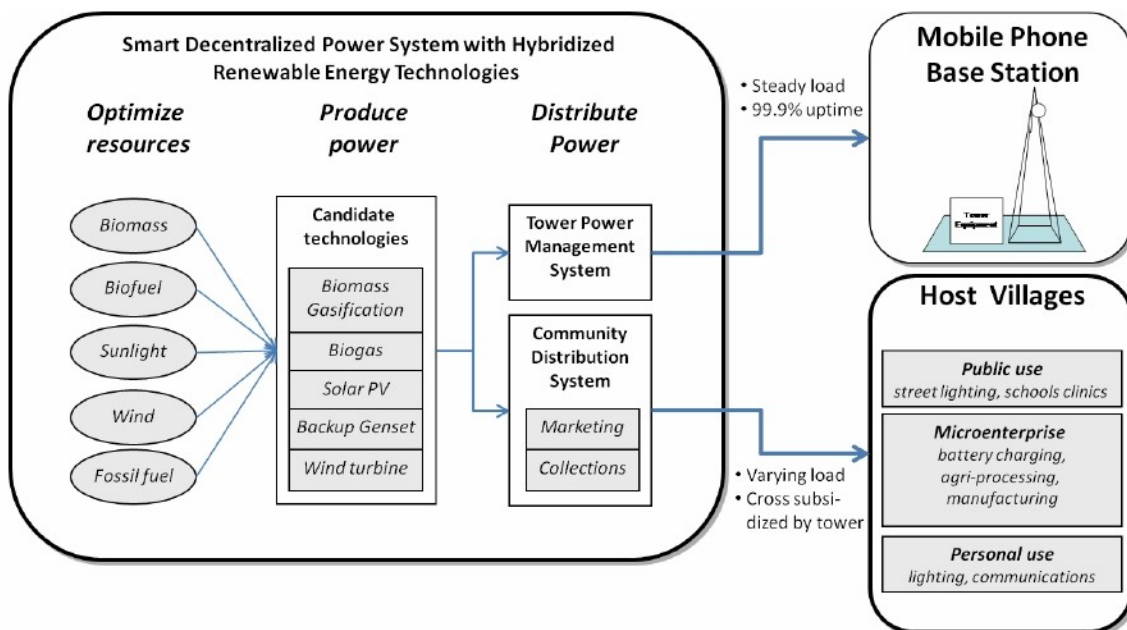 Smart Decentralized Power System with Hybridized
Renewable Energy Technologies
Optimize
resources
Produce
power
Distribute
Power
Biomass
Biofuel
Sunlight
Wind
Fossil fuel
Candidate
technologies
Biomass
Gasification
Biogas
Solar PV
Backup Genset
Wind turbine
Tower Power
Management
System
Community
Distribution
System
Marketing
Collections
• Steady load
• 99.9% uptime
• Varying load
• Cross subsi-
dized by tower
Mobile Phone
Base Station
Tower
Equipment
Host Villages
Public use
street lighting, schools clinics
Microenterprise
battery charging,
agri-processing,
manufacturing
Personal use
lighting, communications